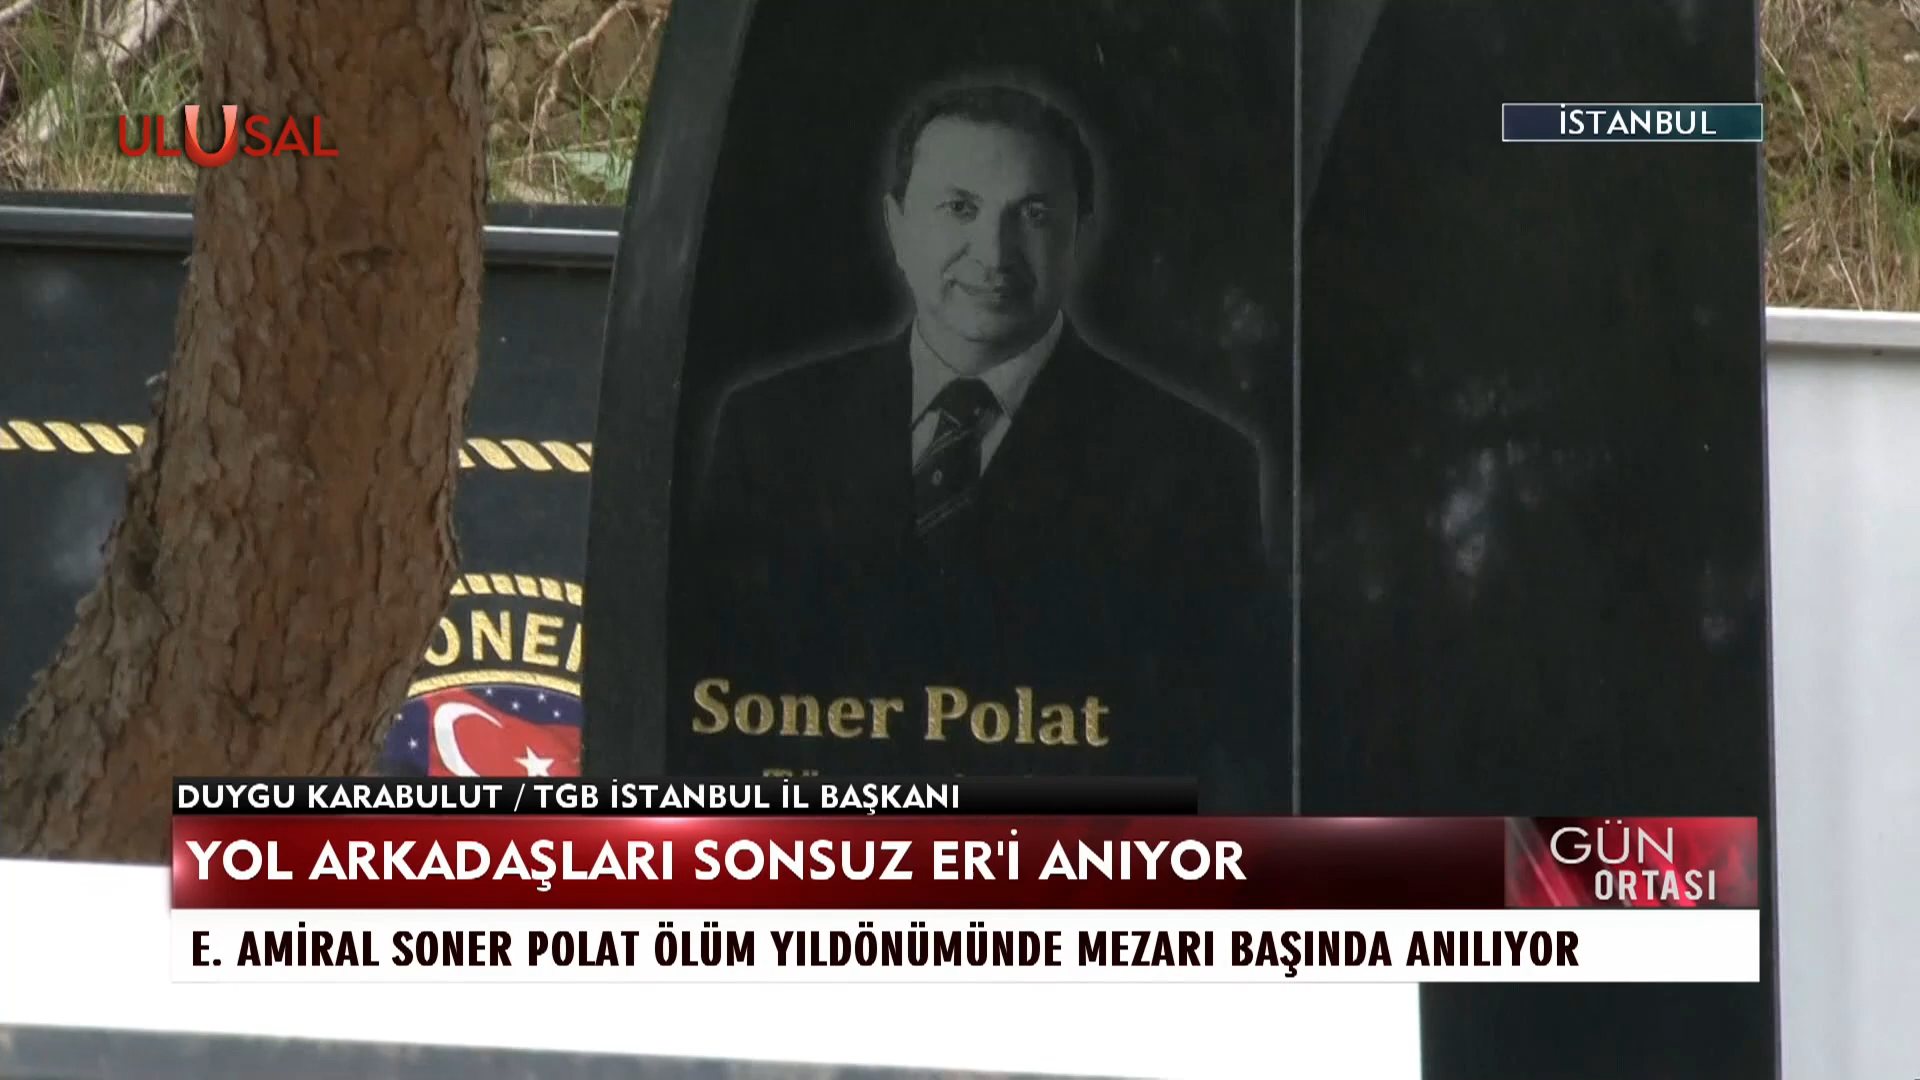 ULUSAL
İSTANBUL
Soner Polat
DUYGU KARABULUT / TGB İSTANBUL İL BAŞKANI
YOL ARKADAŞLARI SONSUZ ER'İ ANIYOR
GÜN
ORTASI
E. AMİRAL SONER POLAT ÖLÜM YILDÖNÜMÜNDE MEZARI BAŞINDA ANILIYOR